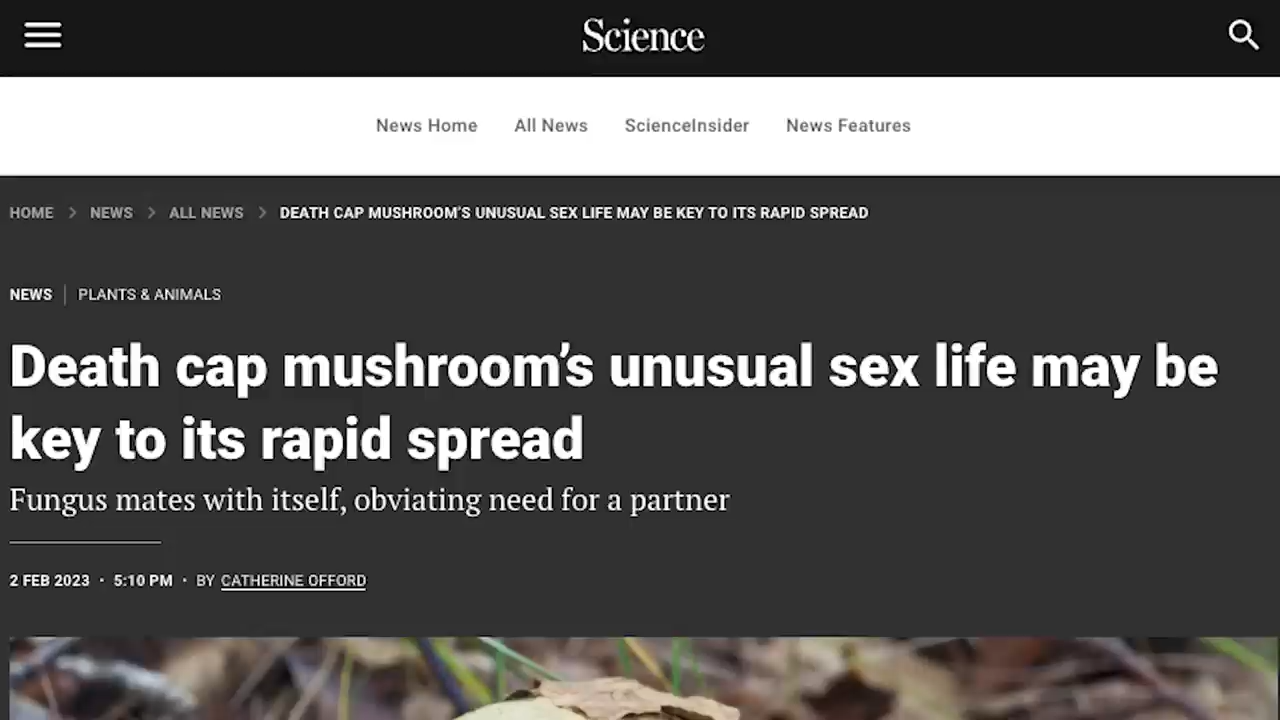 Science
News Home All News ScienceInsider News Features
HOME > NEWS > ALL NEWS > DEATH CAP MUSHROOM'S UNUSUAL SEX LIFE MAY BE KEY TO ITS RAPID SPREAD
NEWS | PLANTS & ANIMALS
Death cap mushroom’s unusual sex life may be
key to its rapid spread
Fungus mates with itself, obviating need for a partner
2 FEB 2023 · 5:10 PM · BY CATHERINE OFFORD